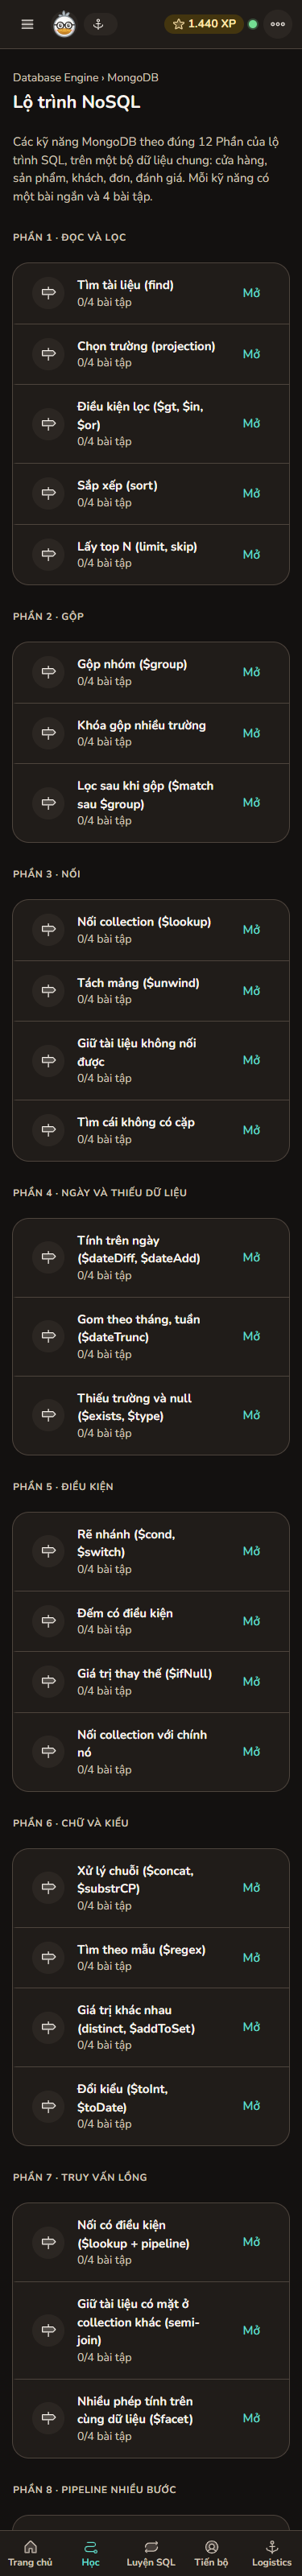 1.440 XP
Database Engine › MongoDB
Lộ trình NoSQL
Các kỹ năng MongoDB theo đúng 12 Phần của lộ
trình SQL, trên một bộ dữ liệu chung: cửa hàng,
sản phẩm, khách, đơn, đánh giá. Mỗi kỹ năng có
một bài ngắn và 4 bài tập.
PHẦN 1 · ĐỌC VÀ LỌC
Tìm tài liệu (find)
0/4 bài tập
Mở
Chọn trường (projection)
0/4 bài tập
Mở
Điều kiện lọc ($gt, $in,
$or)
0/4 bài tập
Mở
Sắp xếp (sort)
0/4 bài tập
Mở
Lấy top N (limit, skip)
0/4 bài tập
Mở
PHẦN 2 · GỘP
Gộp nhóm ($group)
0/4 bài tập
Mở
Khóa gộp nhiều trường
0/4 bài tập
Mở
Lọc sau khi gộp ($match
sau $group)
0/4 bài tập
Mở
PHẦN 3 · NỐI
Nối collection ($lookup)
0/4 bài tập
Mở
Tách mảng ($unwind)
0/4 bài tập
Mở
Giữ tài liệu không nối
được
0/4 bài tập
Mở
Tìm cái không có cặp
0/4 bài tập
Mở
PHẦN 4 · NGÀY VÀ THIẾU DỮ LIỆU
Tính trên ngày
($dateDiff, $dateAdd)
0/4 bài tập
Mở
Gom theo tháng, tuần
($dateTrunc)
0/4 bài tập
Mở
Thiếu trường và null
($exists, $type)
0/4 bài tập
Mở
PHẦN 5 · ĐIỀU KIỆN
Rẽ nhánh ($cond,
$switch)
0/4 bài tập
Mở
Đếm có điều kiện
0/4 bài tập
Mở
Giá trị thay thế ($ifNull)
0/4 bài tập
Mở
Nối collection với chính
nó
0/4 bài tập
Mở
PHẦN 6 · CHỮ VÀ KIỂU
Xử lý chuỗi ($concat,
$substrCP)
0/4 bài tập
Mở
Tìm theo mẫu ($regex)
0/4 bài tập
Mở
Giá trị khác nhau
(distinct, $addToSet)
0/4 bài tập
Mở
Đổi kiểu ($toInt,
$toDate)
0/4 bài tập
Mở
PHẦN 7 · TRUY VẤN LỒNG
Nối có điều kiện
($lookup + pipeline)
0/4 bài tập
Mở
Giữ tài liệu có mặt ở
collection khác (semi-
join)
0/4 bài tập
Mở
Nhiều phép tính trên
cùng dữ liệu ($facet)
0/4 bài tập
Mở
PHẦN 8 · PIPELINE NHIỀU BƯỚC
Trang chủ
Học
Luyện SQL
Tiến bộ
Logistics